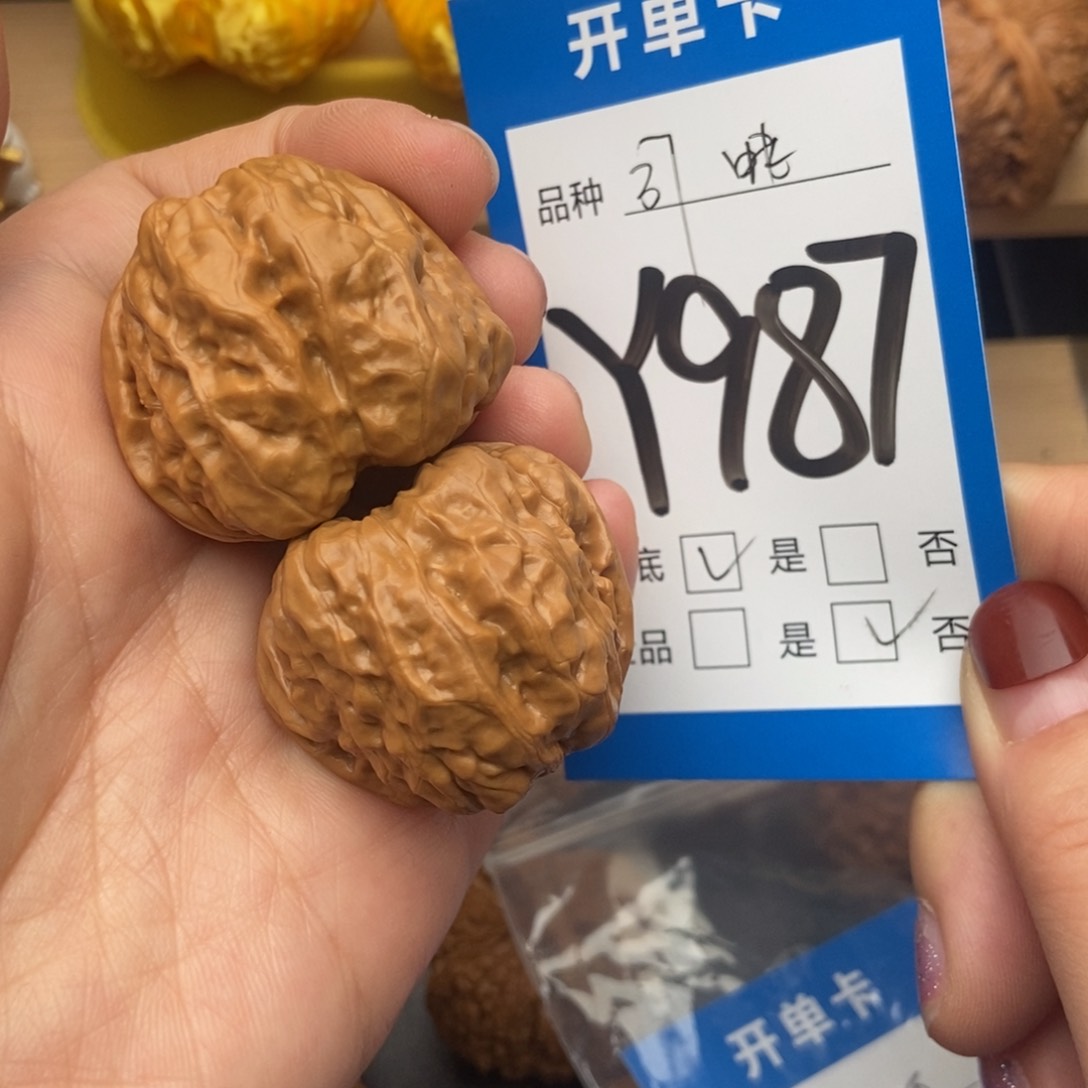 开单卡
品种
Y987
底 是 否
品 是 否
开单卡